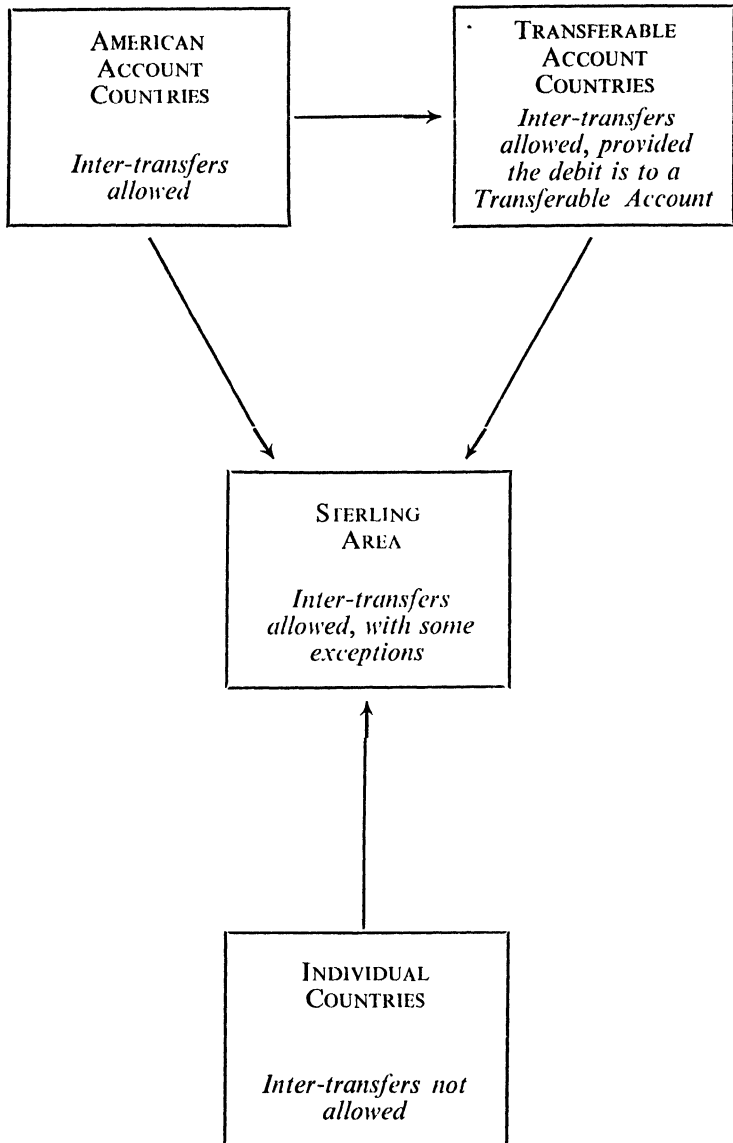 AMERICAN
ACCOUNT
COUNTRIES
Inter-transfers
allowed
TRANSFERABLE
ACCOUNT
COUNTRIES
Inter-transfers
allowed, provided
the debit is to a
Transferable Account
STERLING
AREA
Inter-transfers
allowed, with some
exceptions
INDIVIDUAL
COUNTRIES
Inter-transfers not
allowed